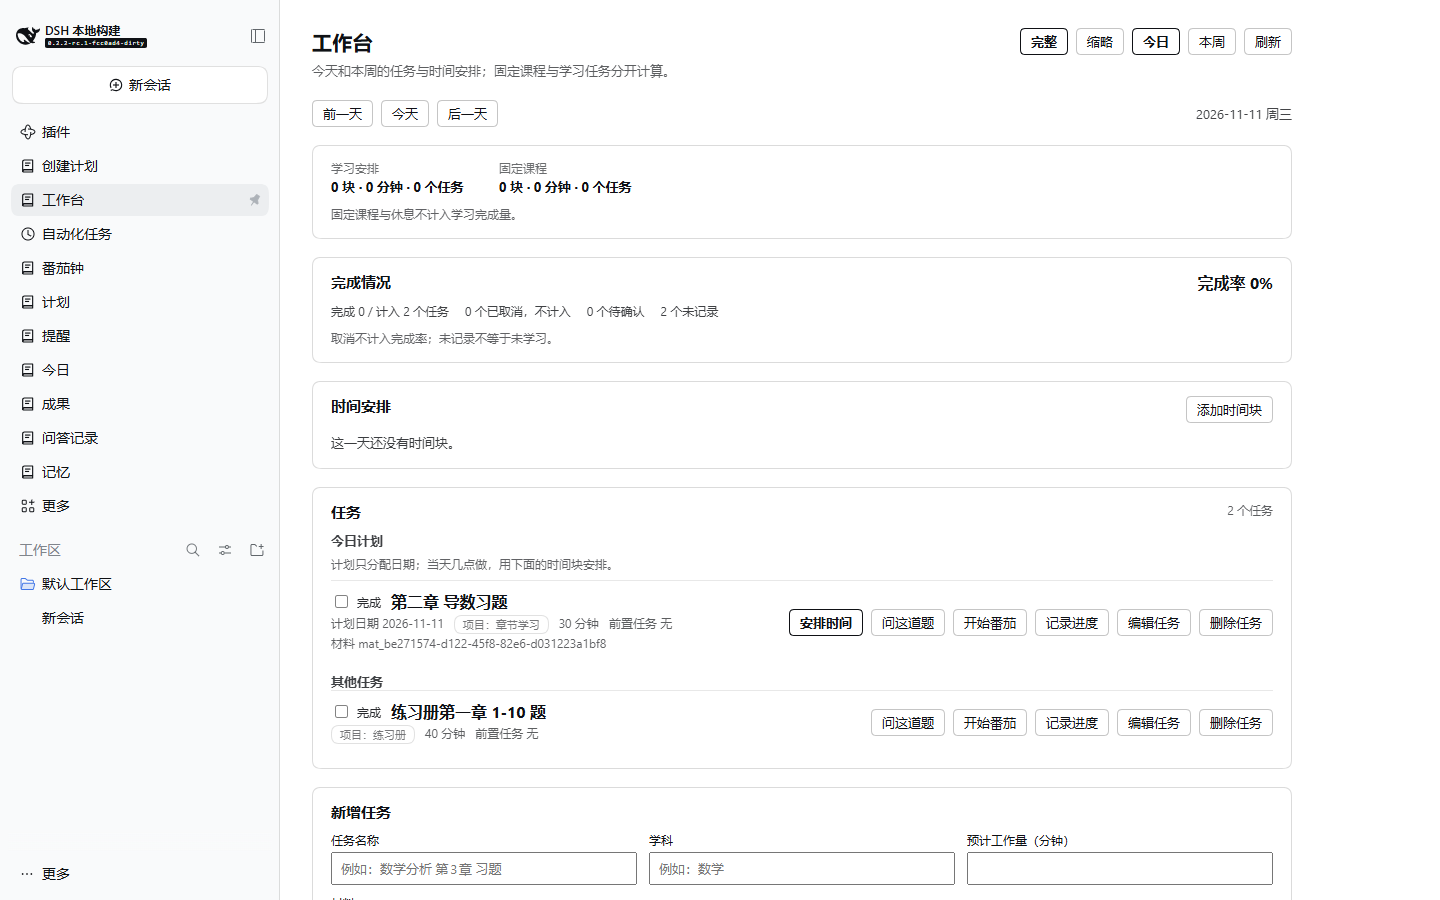 DSH 本地构建
0.3.2-rc.1-fcc0ad4-dirty
新会话
插件
创建计划
工作台
自动化任务
番茄钟
计划
提醒
今日
成果
问答记录
记忆
更多
工作区
默认工作区
新会话
更多
工作台
完整 缩略 今日 本周 刷新
今天和本周的任务与时间安排；固定课程与学习任务分开计算。
前一天 今天 后一天
2026-11-11 周三
学习安排 固定课程
0 块 · 0 分钟 · 0 个任务 0 块 · 0 分钟 · 0 个任务
固定课程与休息不计入学习完成量。
完成情况 完成率 0%
完成 0 / 计入 2 个任务 0 个已取消，不计入 0 个待确认 2 个未记录
取消不计入完成率；未记录不等于未学习。
时间安排 添加时间块
这一天还没有时间块。
任务 2 个任务
今日计划
计划只分配日期；当天几点做，用下面的时间块安排。
完成 第二章 导数习题
计划日期 2026-11-11 项目：章节学习 30 分钟 前置任务 无
材料 mat_be271574-d122-45f8-82e6-d031223a1bf8
安排时间 问这道题 开始番茄 记录进度 编辑任务 删除任务
其他任务
完成 练习册第一章 1-10 题
项目：练习册 40 分钟 前置任务 无
问这道题 开始番茄 记录进度 编辑任务 删除任务
新增任务
任务名称 学科 预计工作量（分钟）
例如：数学分析 第3章 习题 例如：数学